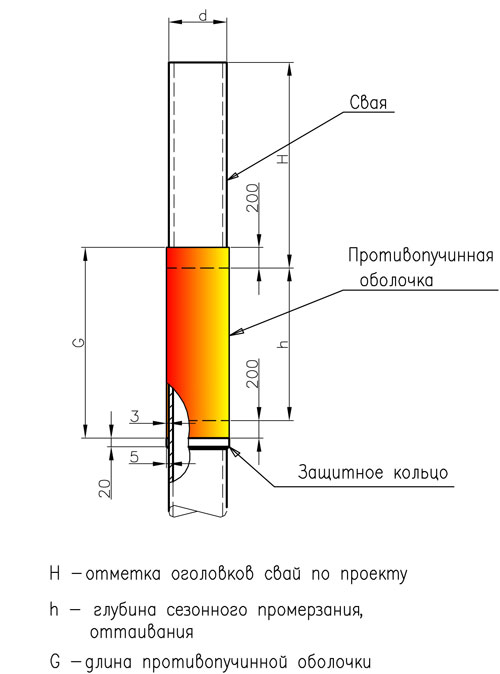 d
Свая
H
200
Противопучинная
оболочка
G
h
200
3
5
20
Защитное кольцо
H – отметка оголовков свай по проекту
h – глубина сезонного промерзания,
оттаивания
G – длина противопучинной оболочки